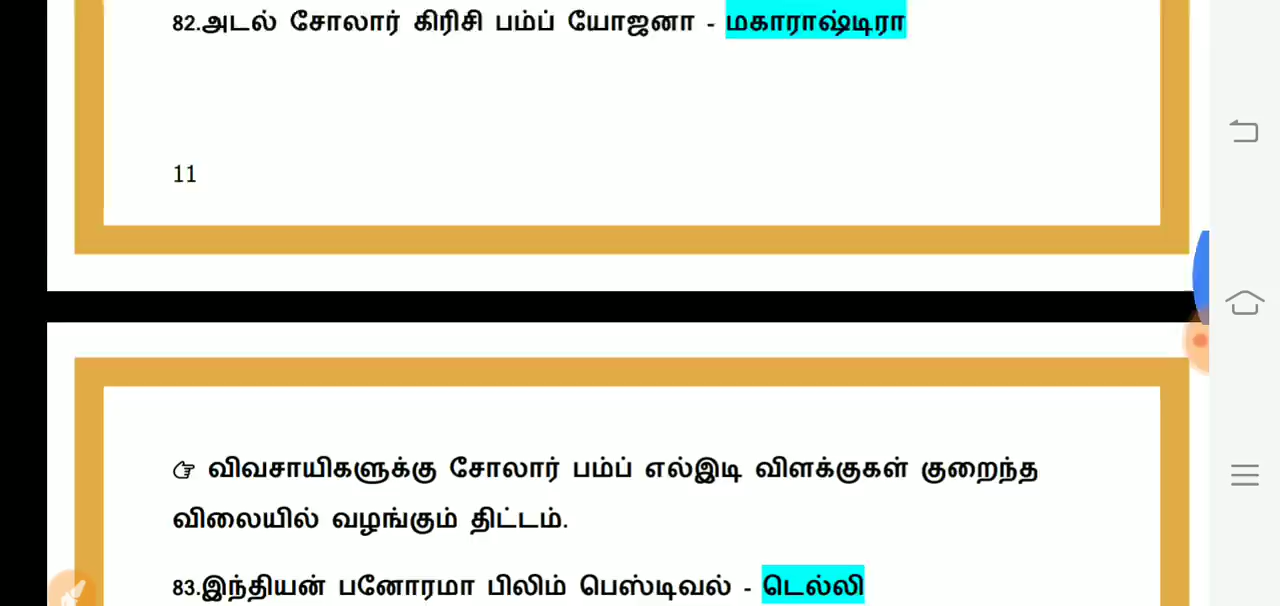 82.அடல் சோலார் கிரிசி பம்ப் யோஜனா - மகாராஷ்டிரா
11
☞ விவசாயிகளுக்கு சோலார் பம்ப் எல்இடி விளக்குகள் குறைந்த
விலையில் வழங்கும் திட்டம்.
83.இந்தியன் பனோரமா பிலிம் பெஸ்டிவல் - டெல்லி